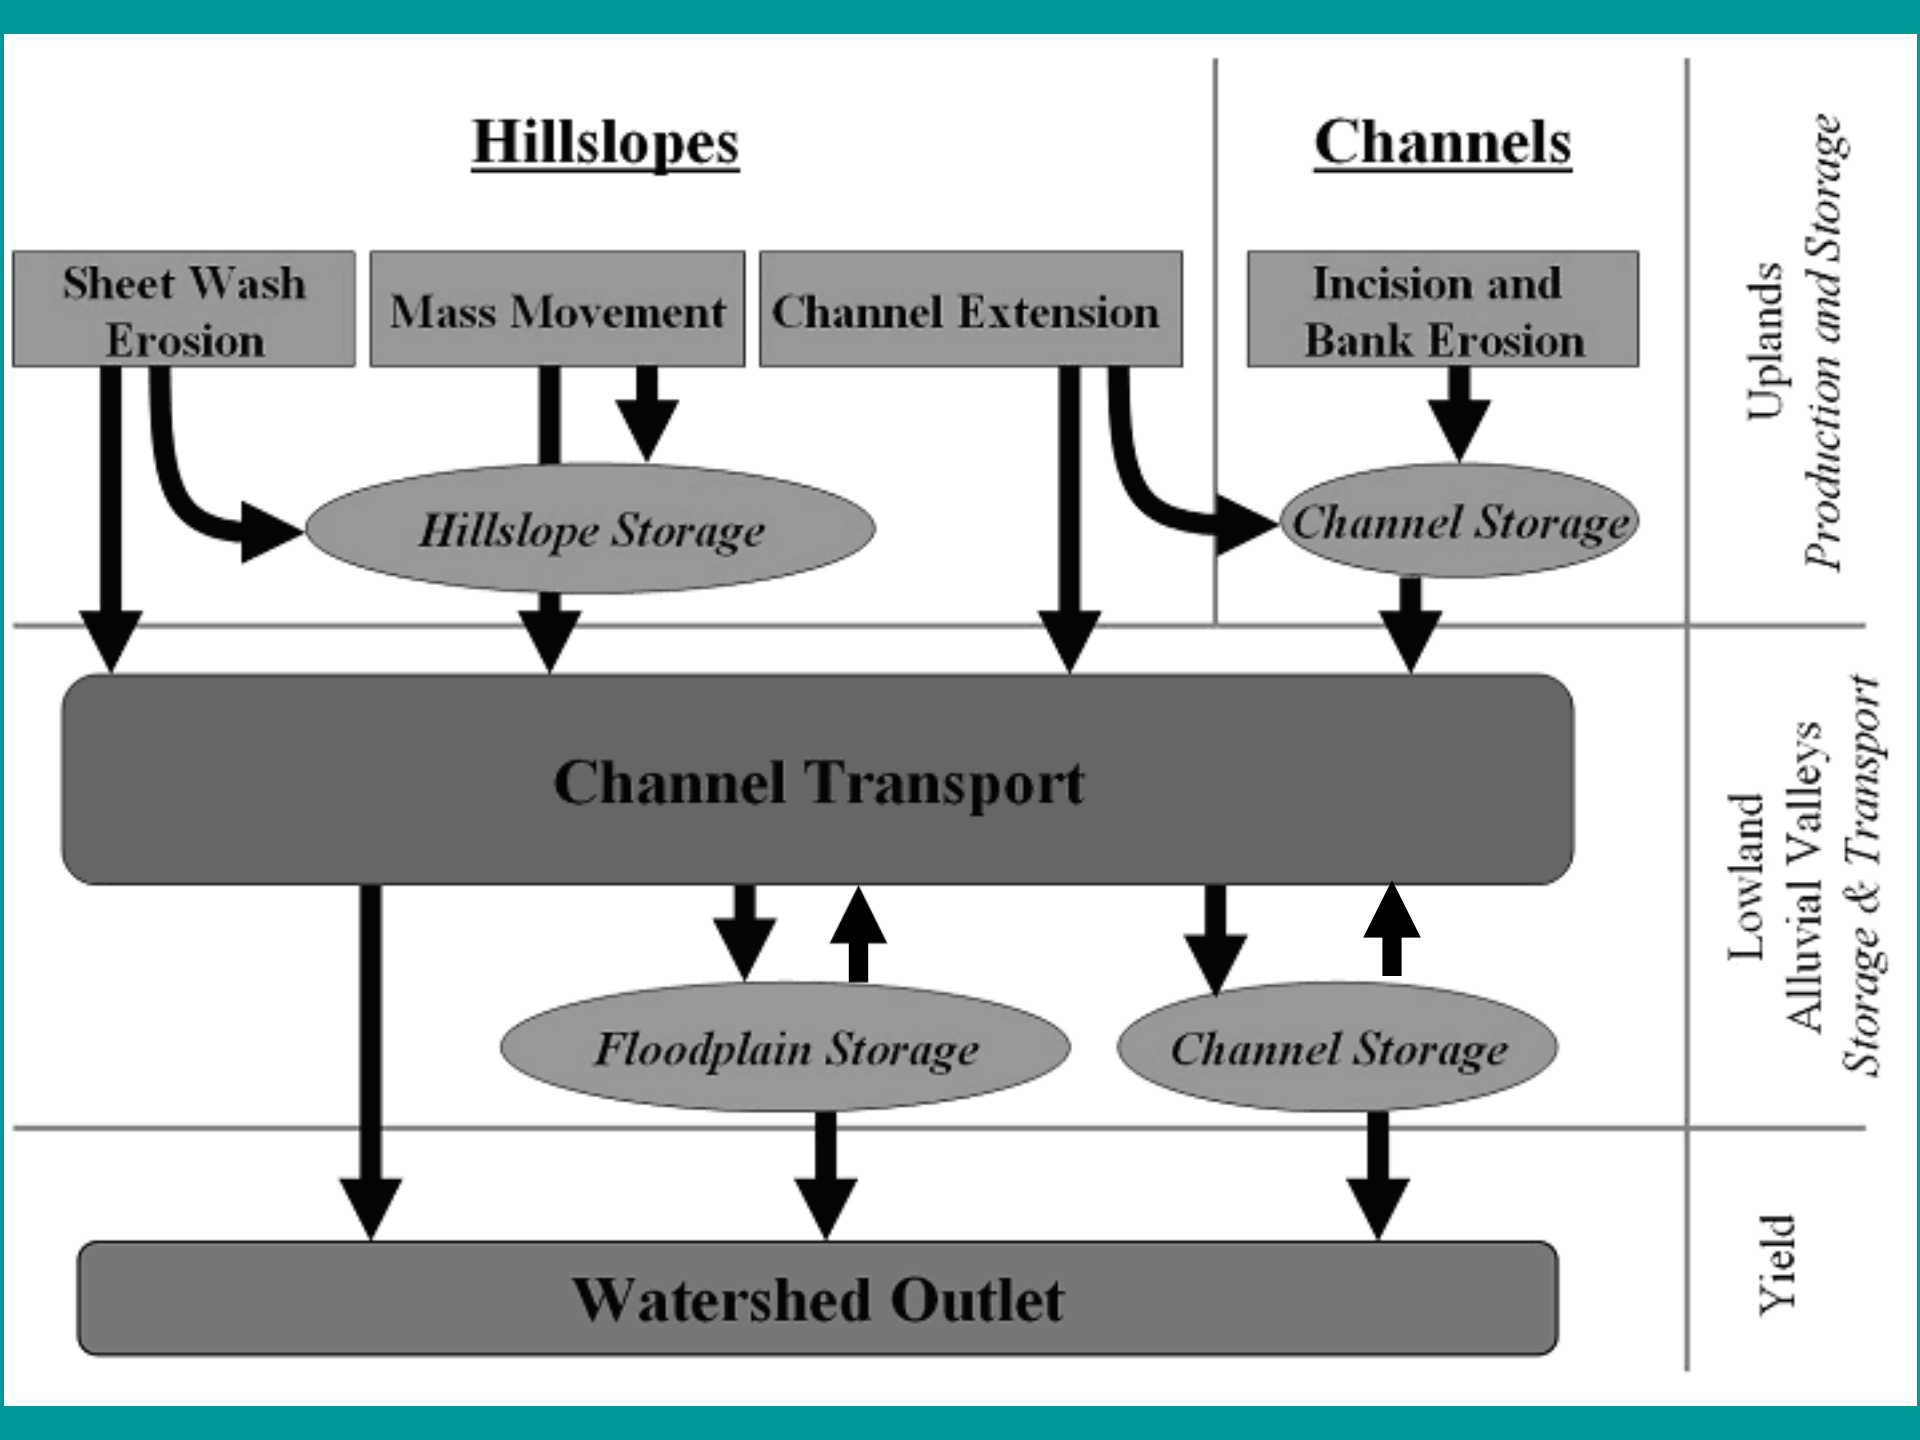 Hillslopes
Channels
Sheet Wash
Erosion
Mass Movement
Channel Extension
Incision and
Bank Erosion
Hillslope Storage
Channel Storage
Uplands
Production and Storage
Channel Transport
Floodplain Storage
Channel Storage
Lowland
Alluvial Valleys
Storage & Transport
Watershed Outlet
Yield